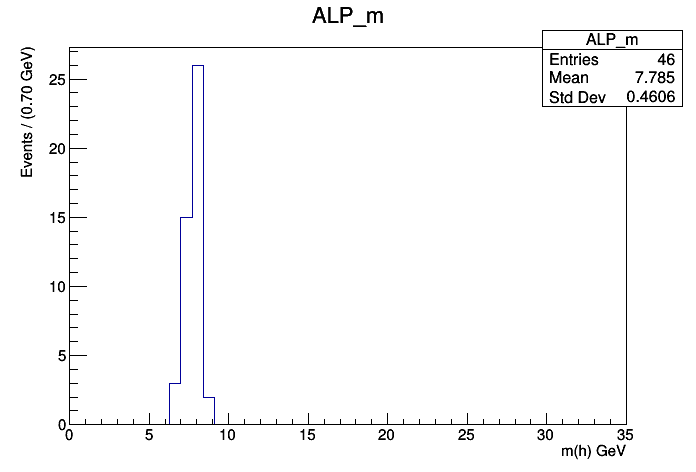 ALP_m
ALP_m
Entries 46
Mean 7.785
Std Dev 0.4606
Events / (0.70 GeV)
25
20
15
10
5
0
0 5 10 15 20 25 30 35
m(h) GeV